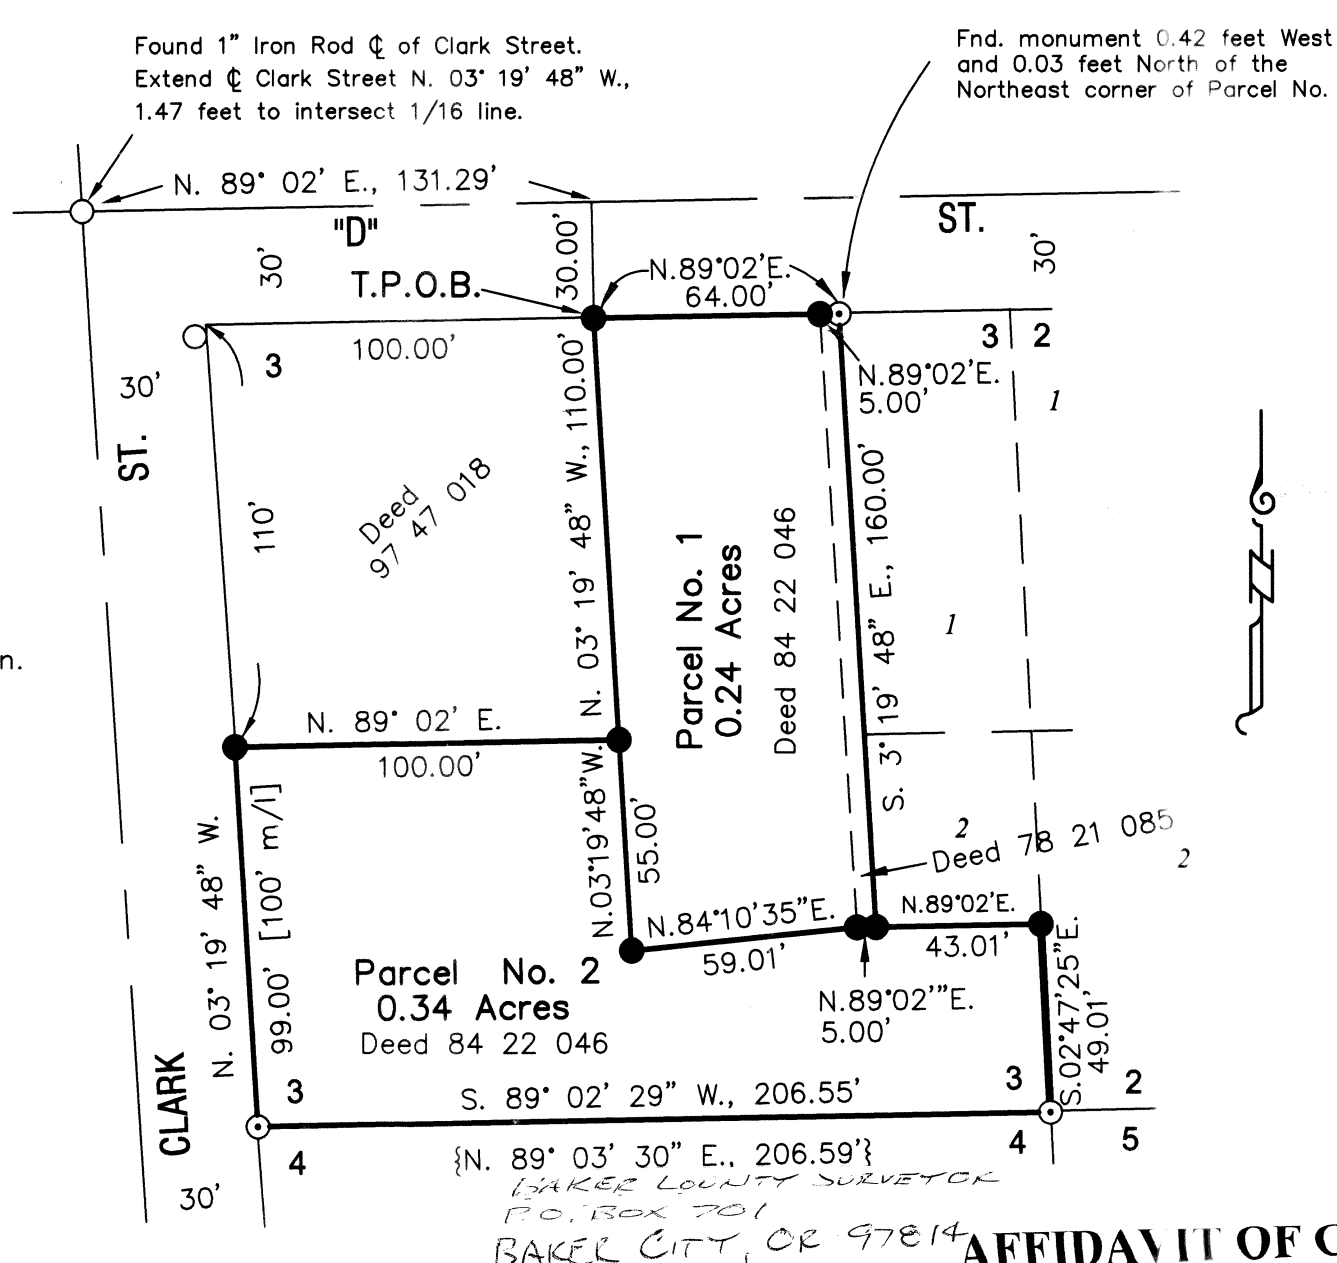 Found 1" Iron Rod ℄ of Clark Street.
Extend ℄ Clark Street N. 03° 19' 48" W.,
1.47 feet to intersect 1/16 line.
Fnd. monument 0.42 feet West
and 0.03 feet North of the
Northeast corner of Parcel No.
N. 89° 02' E., 131.29'
"D"
ST.
30'
30.00'
30'
T.P.O.B.
N.89°02'E.
64.00'
100.00'
3
3
2
30'
N.89°02'E.
5.00'
1
ST.
110'
Deed
97 47 018
N. 03° 19' 48" W., 110.00'
Parcel No. 1
0.24 Acres
Deed 84 22 046
S. 3° 19' 48" E., 160.00'
1
n.
N. 89° 02' E.
100.00'
N.03°19'48"W.
55.00'
2
Deed 78 21 085
2
N. 03° 19' 48" W.
99.00' [100' m/l]
N.84°10'35"E.
59.01'
N.89°02'E.
43.01'
Parcel No. 2
0.34 Acres
Deed 84 22 046
N.89°02'"E.
5.00'
S.02°47'25"E.
49.01'
CLARK
3
S. 89° 02' 29" W., 206.55'
3
2
4
{N. 89° 03' 30" E., 206.59'}
4
5
30'
BAKER COUNTY SURVEYOR
P.O. BOX 701
BAKER CITY, OR 97814
AFFIDAVIT OF C